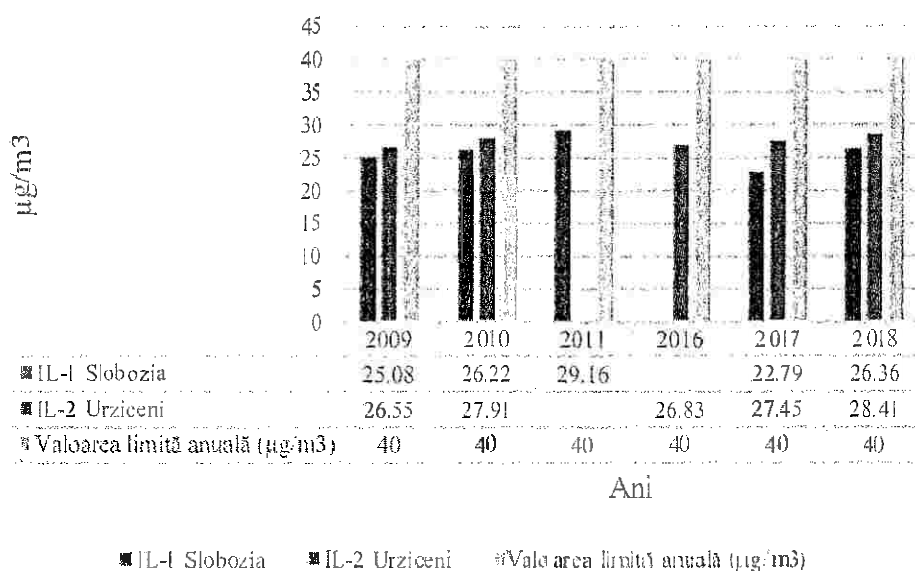 µg/m3
45
40
35
30
25
20
15
10
5
0
2009 2010 2011 2016 2017 2018
IL-1 Slobozia 25.08 26.22 29.16 22.79 26.36
IL-2 Urziceni 26.55 27.91 26.83 27.45 28.41
Valoarea limită anuală (µg/m3) 40 40 40 40 40 40
Ani
IL-1 Slobozia IL-2 Urziceni Valoarea limită anuală (µg/m3)